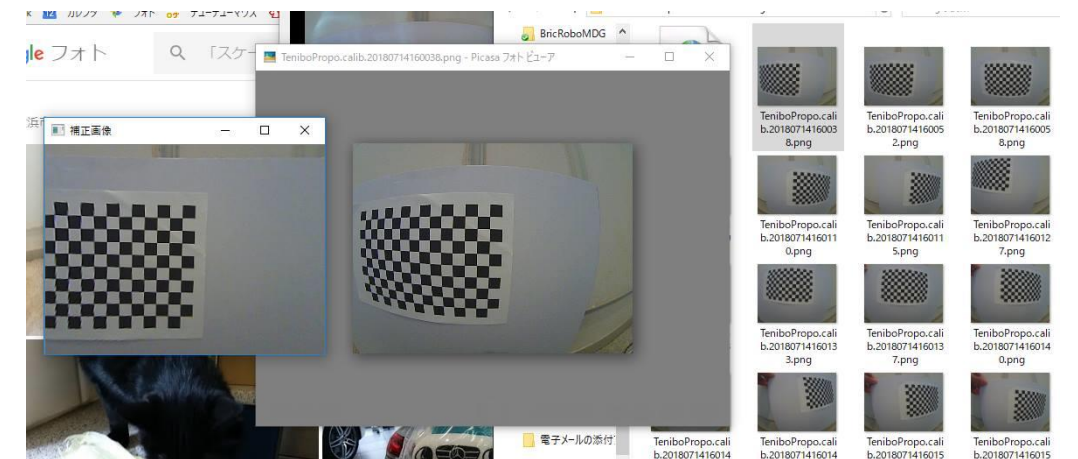 12 カレンダ フォト テューテューマウス
BricRoboMDG
le フォト
「スケー
TeniboPropo.calib.20180714160038.png - Picasa フォト ビューア
補正画像
TeniboPropo.cali
b.2018071416003
8.png
TeniboPropo.cali
b.2018071416005
2.png
TeniboPropo.cali
b.2018071416005
8.png
TeniboPropo.cali
b.2018071416011
0.png
TeniboPropo.cali
b.2018071416011
5.png
TeniboPropo.cali
b.2018071416012
7.png
TeniboPropo.cali
b.2018071416013
3.png
TeniboPropo.cali
b.2018071416013
7.png
TeniboPropo.cali
b.2018071416014
0.png
電子メールの添付
TeniboPropo.cali
b.2018071416014
TeniboPropo.cali
b.2018071416014
TeniboPropo.cali
b.2018071416015
TeniboPropo.cali
b.2018071416015